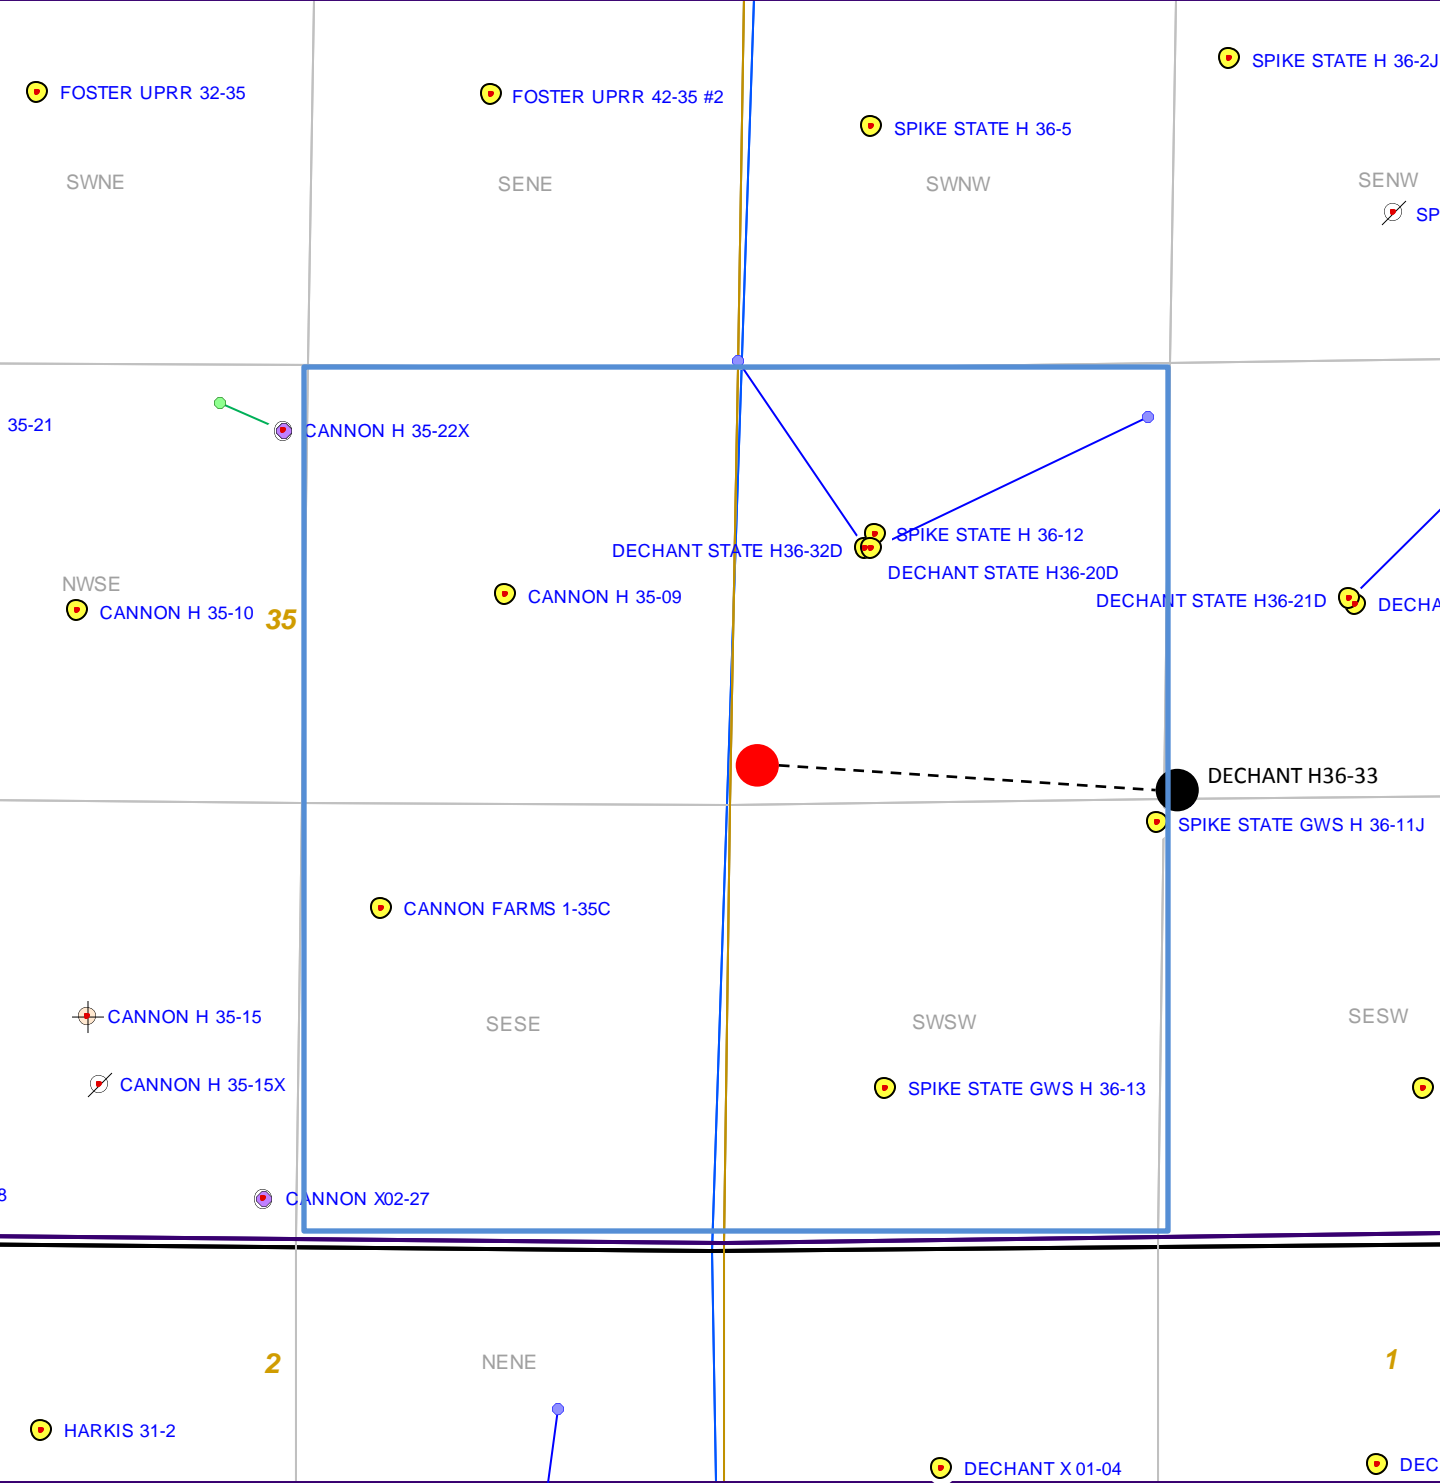 SPIKE STATE H 36-2J
FOSTER UPRR 32-35
FOSTER UPRR 42-35 #2
SPIKE STATE H 36-5
SWNE
SENE
SWNW
SENW
SP
35-21
CANNON H 35-22X
SPIKE STATE H 36-12
DECHANT STATE H36-32D
DECHANT STATE H36-20D
NWSE
CANNON H 35-10
35
CANNON H 35-09
DECHANT STATE H36-21D
DECHA
DECHANT H36-33
SPIKE STATE GWS H 36-11J
CANNON FARMS 1-35C
CANNON H 35-15
SESE
SWSW
SESW
CANNON H 35-15X
SPIKE STATE GWS H 36-13
8
CANNON X02-27
2
NENE
1
HARKIS 31-2
DECHANT X 01-04
DEC